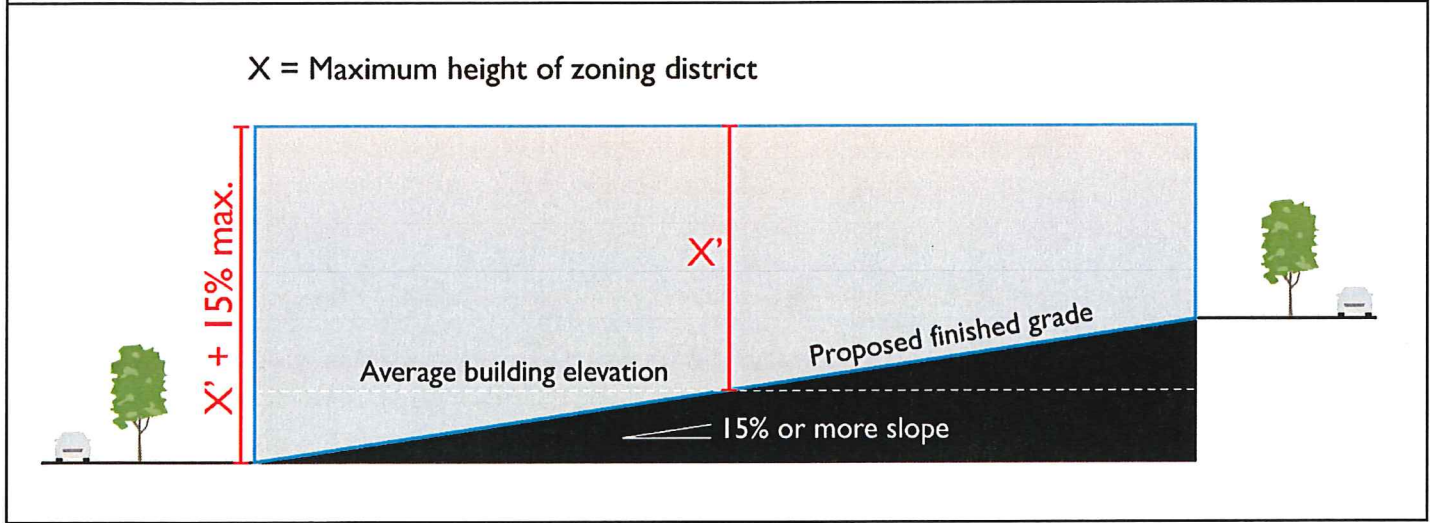 X = Maximum height of zoning district
X' + 15% max.
X'
Average building elevation
Proposed finished grade
15% or more slope